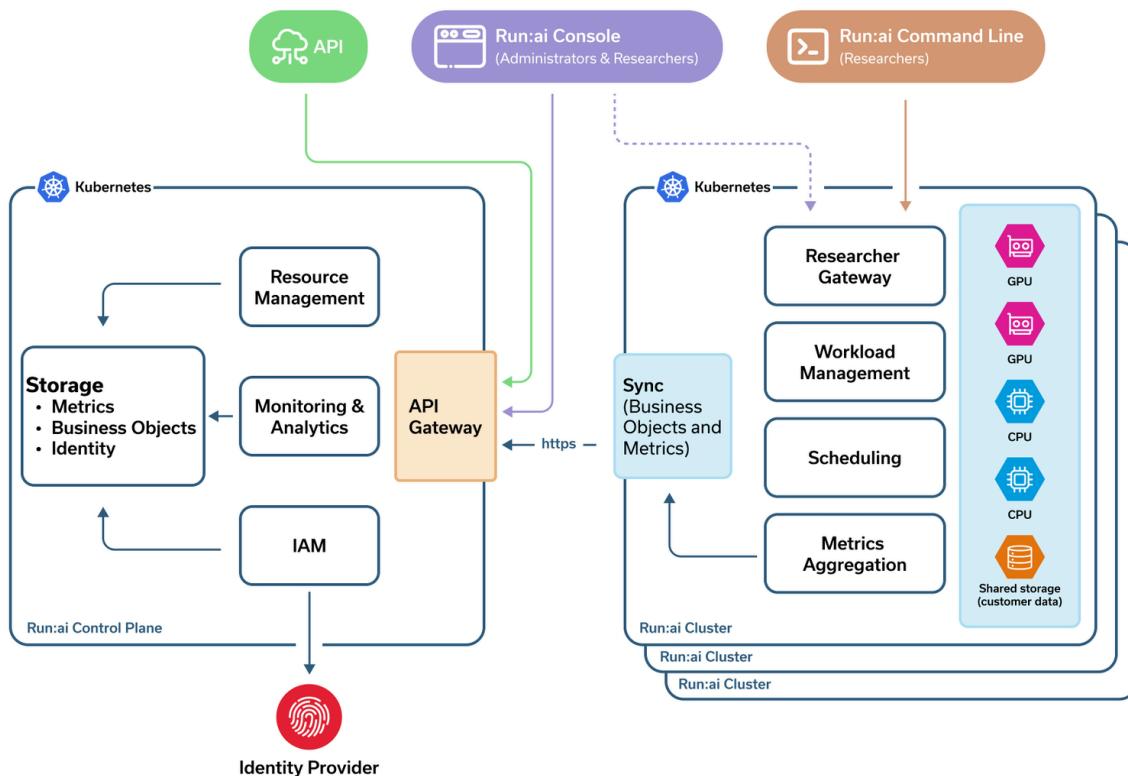 API
Run:ai Console
(Administrators & Researchers)
Run:ai Command Line
(Researchers)
Kubernetes
Resource
Management
Storage
• Metrics
• Business Objects
• Identity
Monitoring &
Analytics
API
Gateway
IAM
Run:ai Control Plane
Identity Provider
https
Kubernetes
Sync
(Business
Objects and
Metrics)
Researcher
Gateway
Workload
Management
Scheduling
Metrics
Aggregation
GPU
GPU
CPU
CPU
Shared storage
(customer data)
Run:ai Cluster
Run:ai Cluster
Run:ai Cluster